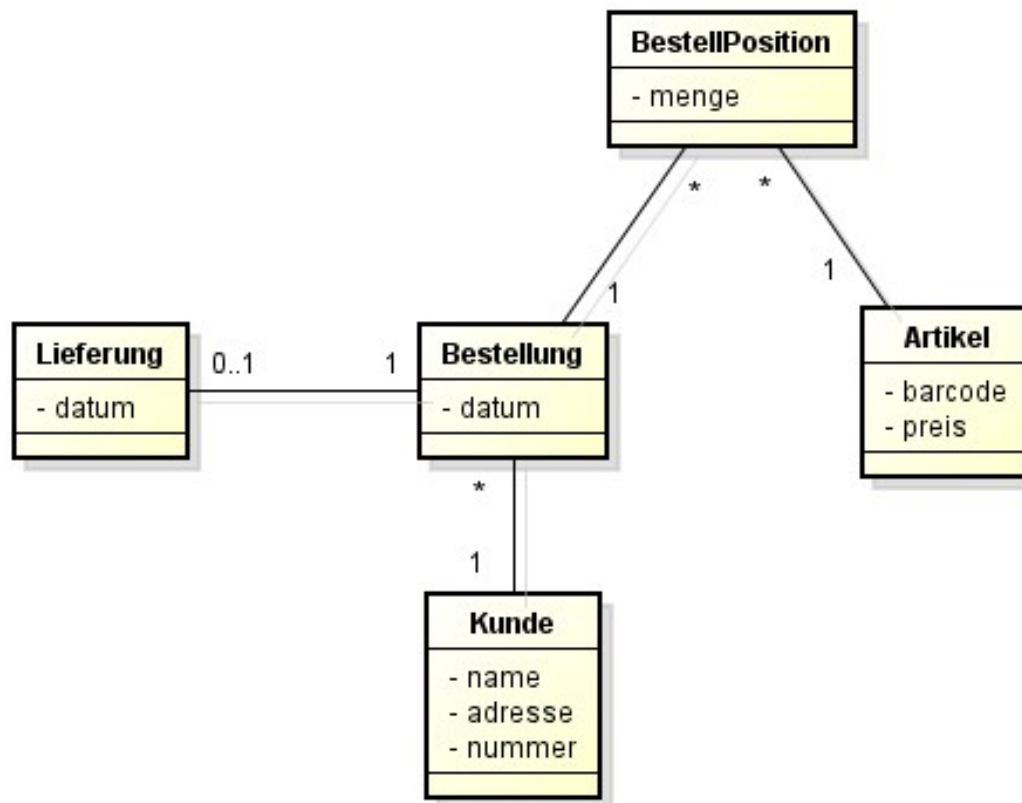 BestellPosition
- menge
*
*
1
1
Lieferung
- datum
0..1
1
Bestellung
- datum
Artikel
- barcode
- preis
*
1
Kunde
- name
- adresse
- nummer